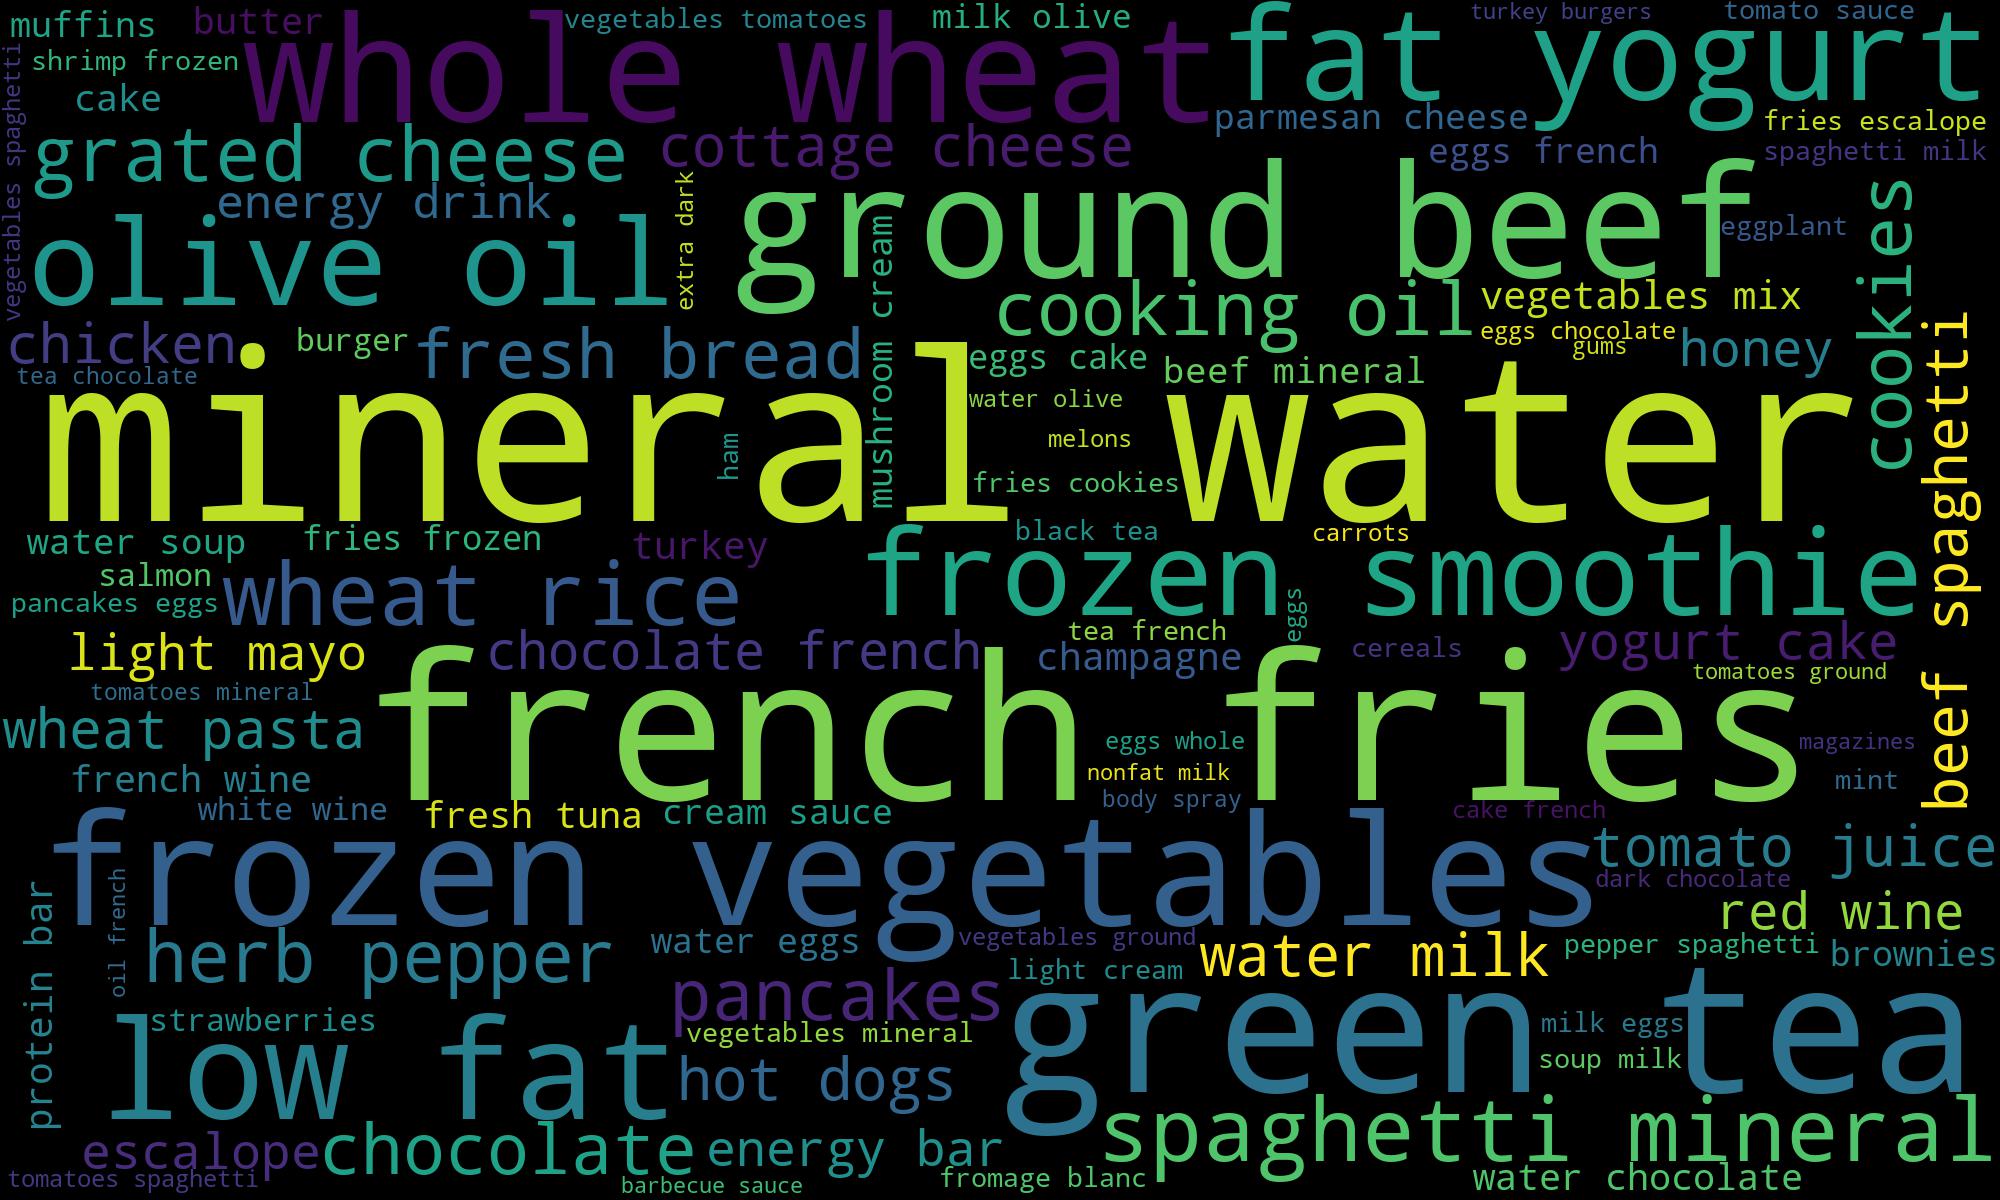 muffins
butter
vegetables tomatoes
milk olive
turkey burgers
tomato sauce
whole wheat
fat yogurt
shrimp frozen
cake
vegetables spaghetti
parmesan cheese
fries escalope
grated cheese
cottage cheese
eggs french
spaghetti milk
energy drink
extra dark
ground beef
cookies
olive oil
mushroom cream
eggplant
cooking oil
vegetables mix
chicken
burger
fresh bread
eggs chocolate
gums
honey
eggs cake
beef mineral
tea chocolate
beef spaghetti
mineral water
water olive
melons
ham
fries cookies
water soup
fries frozen
turkey
black tea
carrots
frozen smoothie
salmon
wheat rice
pancakes eggs
eggs
light mayo
chocolate french
tea french
champagne
cereals
yogurt cake
tomatoes mineral
tomatoes ground
wheat pasta
french fries
eggs whole
magazines
french wine
nonfat milk
mint
white wine
fresh tuna
cream sauce
body spray
cake french
frozen vegetables
tomato juice
dark chocolate
protein bar
oil french
red wine
herb pepper
water eggs
vegetables ground
water milk
pepper spaghetti
brownies
light cream
pancakes
green tea
strawberries
vegetables mineral
milk eggs
low fat
hot dogs
soup milk
spaghetti mineral
escalope
chocolate
energy bar
tomatoes spaghetti
barbecue sauce
fromage blanc
water chocolate